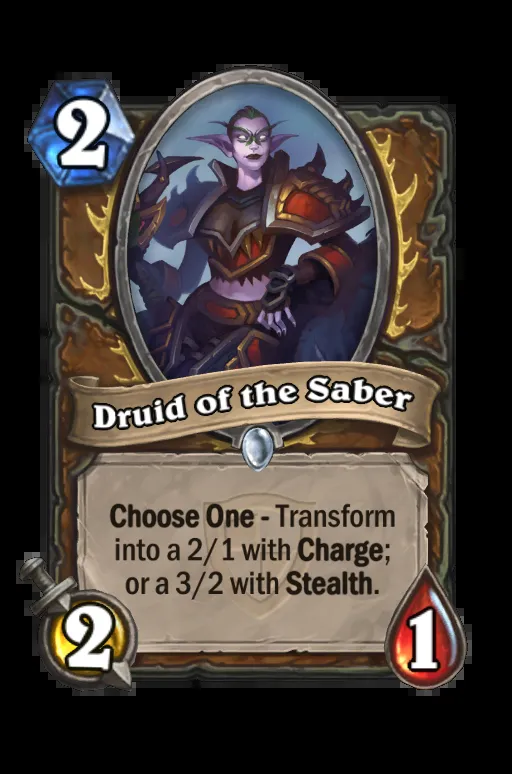 2
Druid of the Saber
Choose One - Transform
into a 2/1 with Charge;
or a 3/2 with Stealth.
2
1